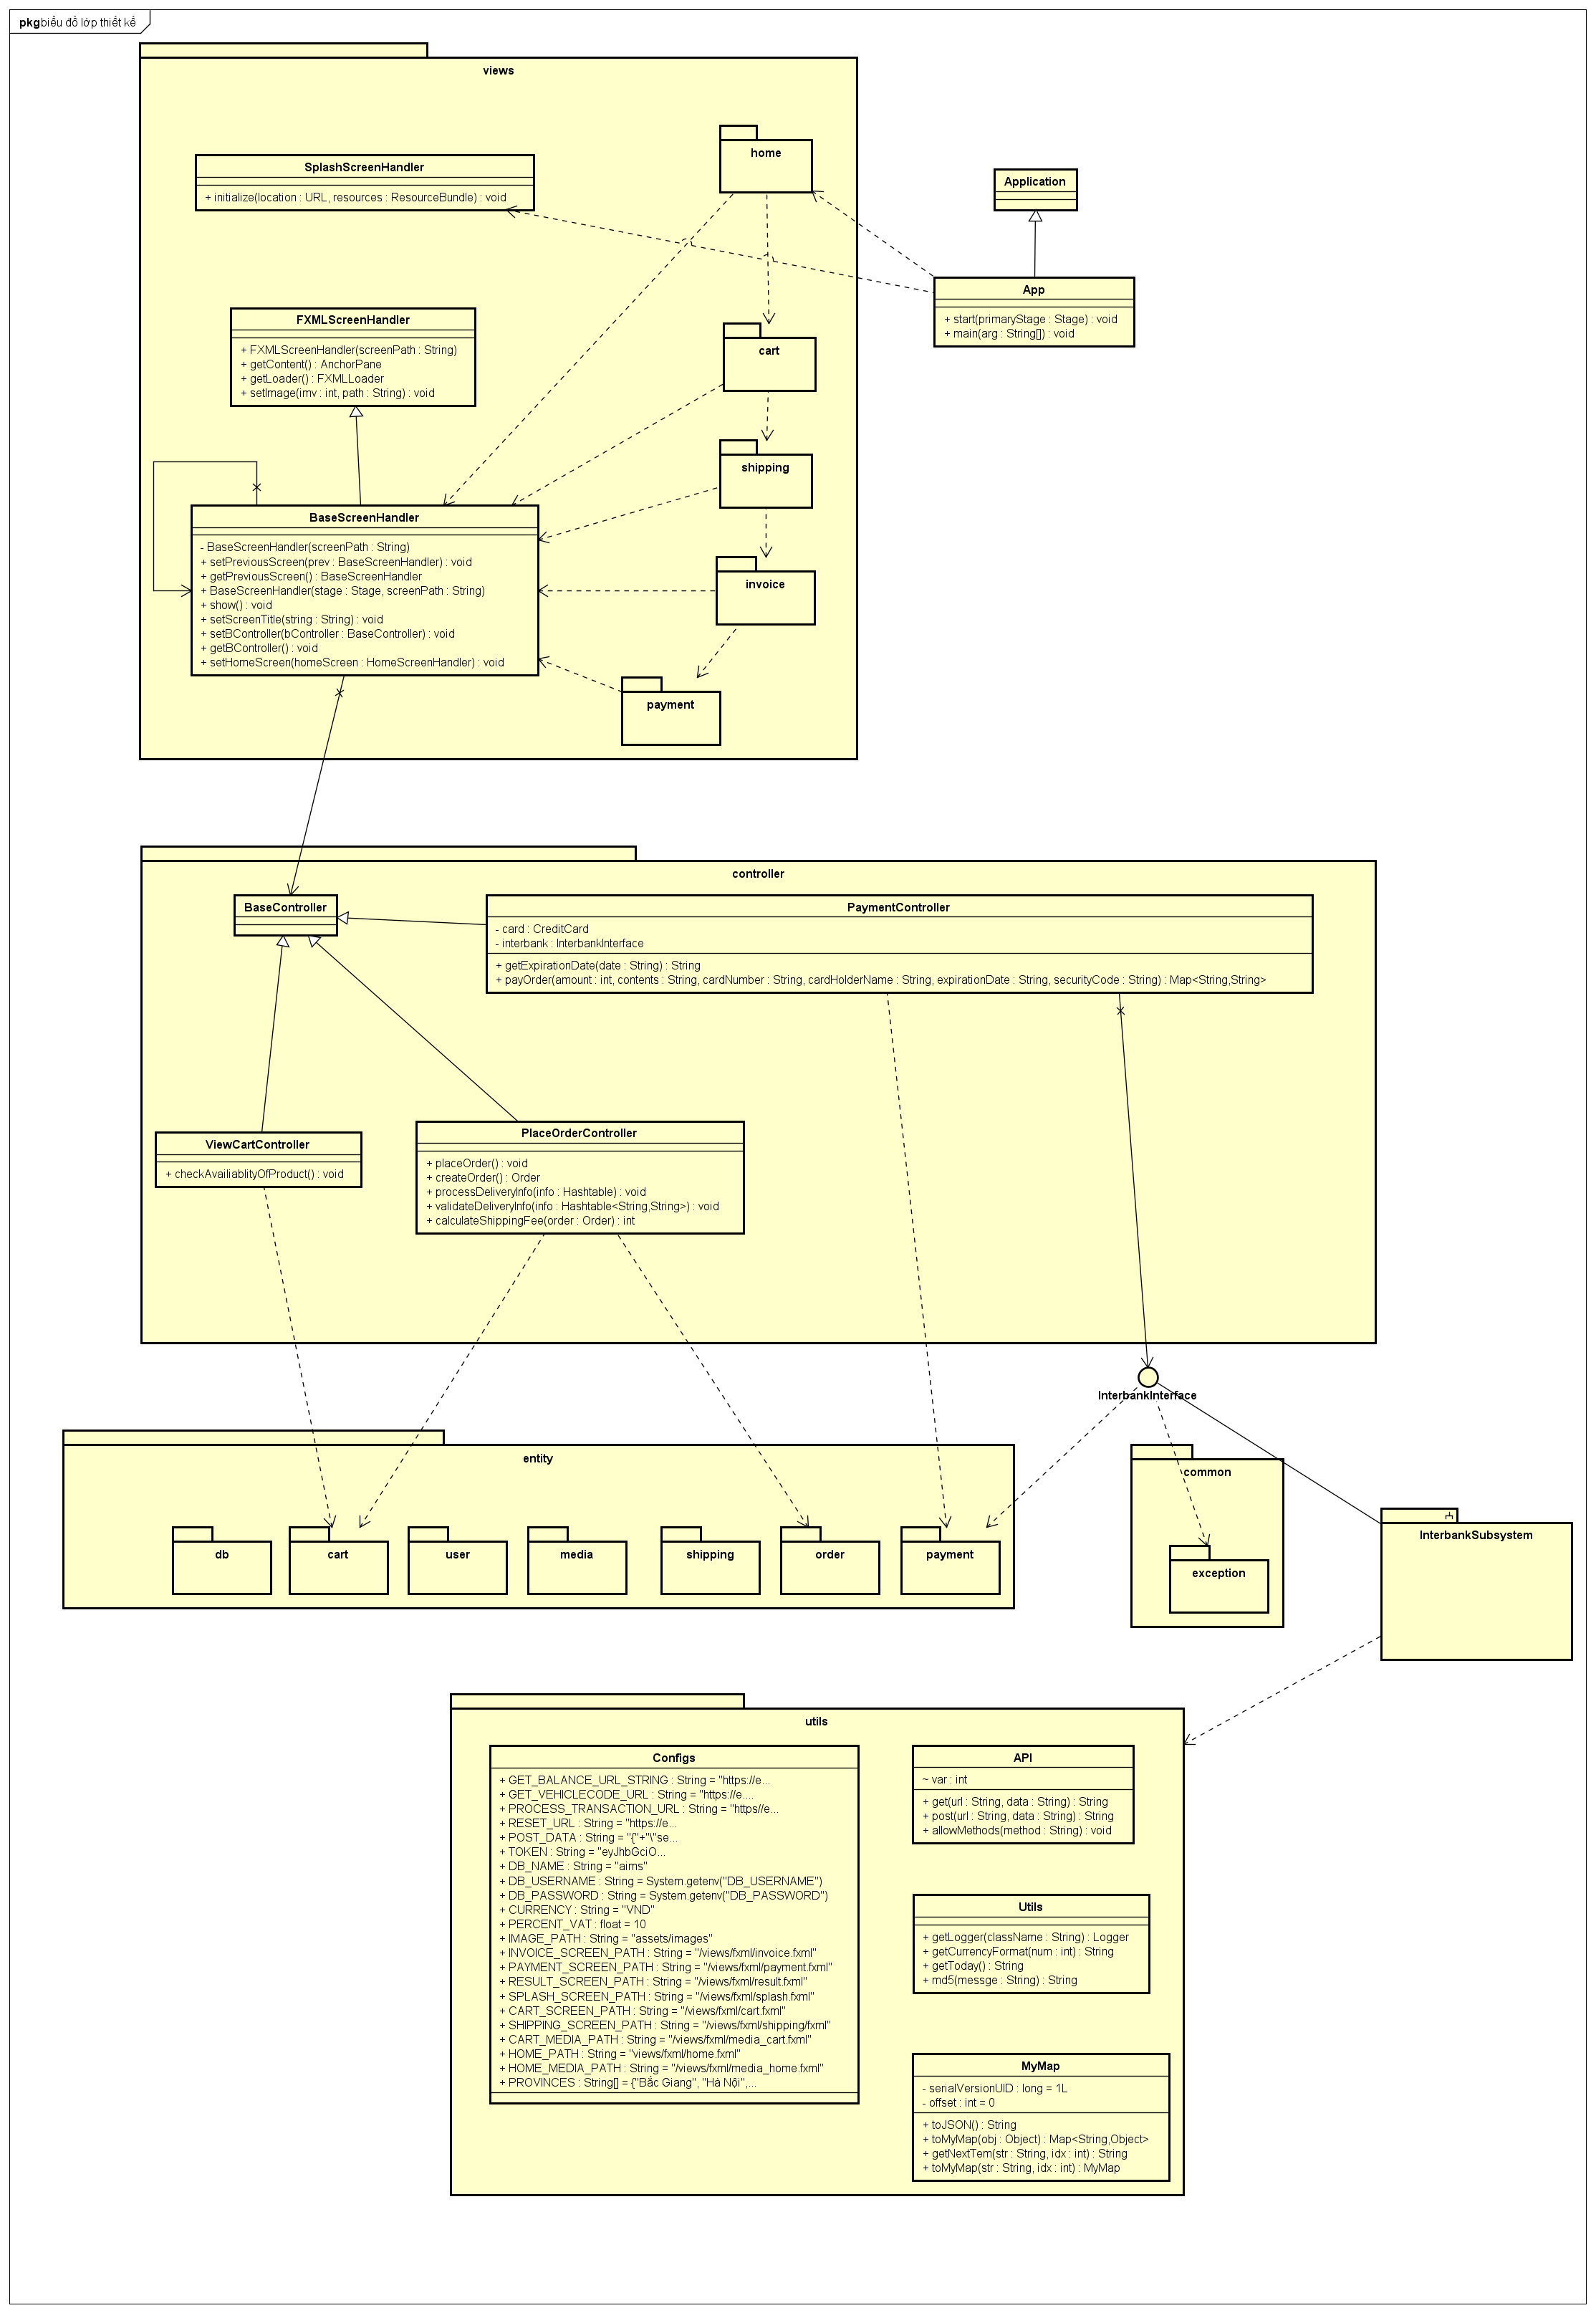 pkg biểu đồ lớp thiết kế
views
home
SplashScreenHandler
+ initialize(location : URL, resources : ResourceBundle) : void
Application
App
+ start(primaryStage : Stage) : void
+ main(arg : String[]) : void
FXMLScreenHandler
+ FXMLScreenHandler(screenPath : String)
+ getContent() : AnchorPane
+ getLoader() : FXMLLoader
+ setImage(imv : int, path : String) : void
cart
shipping
BaseScreenHandler
- BaseScreenHandler(screenPath : String)
+ setPreviousScreen(prev : BaseScreenHandler) : void
+ getPreviousScreen() : BaseScreenHandler
+ BaseScreenHandler(stage : Stage, screenPath : String)
+ show() : void
+ setScreenTitle(string : String) : void
+ setBController(bController : BaseController) : void
+ getBController() : void
+ setHomeScreen(homeScreen : HomeScreenHandler) : void
invoice
payment
controller
BaseController
PaymentController
- card : CreditCard
- interbank : InterbankInterface
+ getExpirationDate(date : String) : String
+ payOrder(amount : int, contents : String, cardNumber : String, cardHolderName : String, expirationDate : String, securityCode : String) : Map<String,String>
ViewCartController
+ checkAvailiablityOfProduct() : void
PlaceOrderController
+ placeOrder() : void
+ createOrder() : Order
+ processDeliveryInfo(info : Hashtable) : void
+ validateDeliveryInfo(info : Hashtable<String,String>) : void
+ calculateShippingFee(order : Order) : int
InterbankInterface
entity
db
cart
user
media
shipping
order
payment
common
exception
InterbankSubsystem
utils
Configs
+ GET_BALANCE_URL_STRING : String = "https://e...
+ GET_VEHICLECODE_URL : String = "https://e....
+ PROCESS_TRANSACTION_URL : String = "https//e...
+ RESET_URL : String = "https://e...
+ POST_DATA : String = "{"+"\"se...
+ TOKEN : String = "eyJhbGciO...
+ DB_NAME : String = "aims"
+ DB_USERNAME : String = System.getenv("DB_USERNAME")
+ DB_PASSWORD : String = System.getenv("DB_PASSWORD")
+ CURRENCY : String = "VND"
+ PERCENT_VAT : float = 10
+ IMAGE_PATH : String = "assets/images"
+ INVOICE_SCREEN_PATH : String = "/views/fxml/invoice.fxml"
+ PAYMENT_SCREEN_PATH : String = "/views/fxml/payment.fxml"
+ RESULT_SCREEN_PATH : String = "/views/fxml/result.fxml"
+ SPLASH_SCREEN_PATH : String = "/views/fxml/splash.fxml"
+ CART_SCREEN_PATH : String = "/views/fxml/cart.fxml"
+ SHIPPING_SCREEN_PATH : String = "/views/fxml/shipping/fxml"
+ CART_MEDIA_PATH : String = "/views/fxml/media_cart.fxml"
+ HOME_PATH : String = "views/fxml/home.fxml"
+ HOME_MEDIA_PATH : String = "/views/fxml/media_home.fxml"
+ PROVINCES : String[] = {"Bắc Giang", "Hà Nội",...
API
~ var : int
+ get(url : String, data : String) : String
+ post(url : String, data : String) : String
+ allowMethods(method : String) : void
Utils
+ getLogger(className : String) : Logger
+ getCurrencyFormat(num : int) : String
+ getToday() : String
+ md5(messge : String) : String
MyMap
- serialVersionUID : long = 1L
- offset : int = 0
+ toJSON() : String
+ toMyMap(obj : Object) : Map<String,Object>
+ getNextTem(str : String, idx : int) : String
+ toMyMap(str : String, idx : int) : MyMap